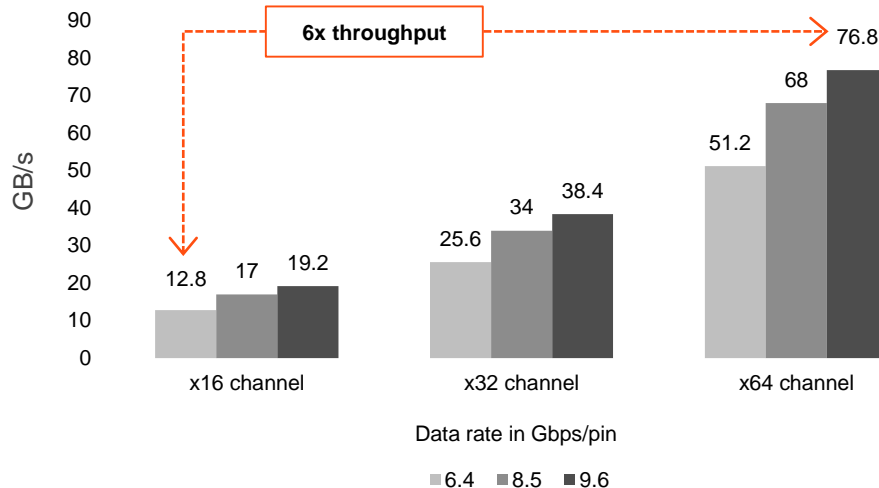 90
80
70
60
50
40
30
20
10
0
GB/s
6x throughput
12.8 17 19.2
25.6 34 38.4
51.2 68 76.8
x16 channel x32 channel x64 channel
Data rate in Gbps/pin
6.4 8.5 9.6